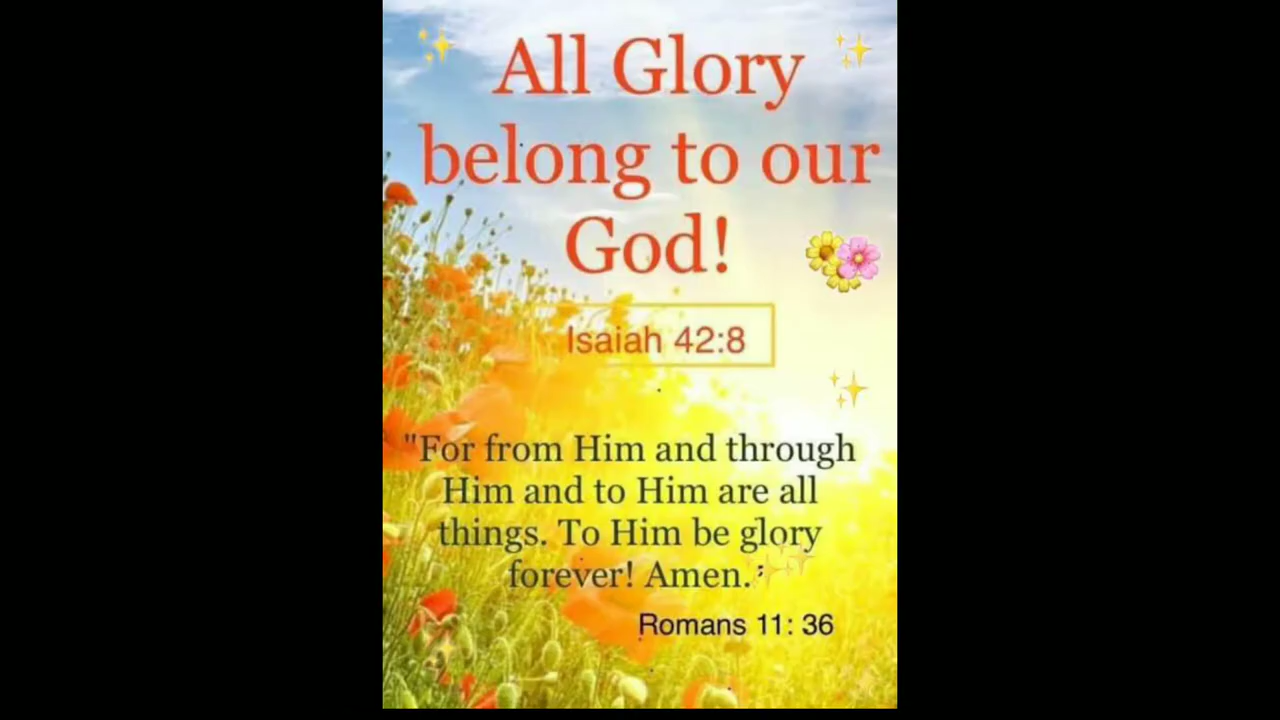 All Glory
belong to our
God!
Isaiah 42:8
"For from Him and through
Him and to Him are all
things. To Him be glory
forever! Amen.
Romans 11: 36